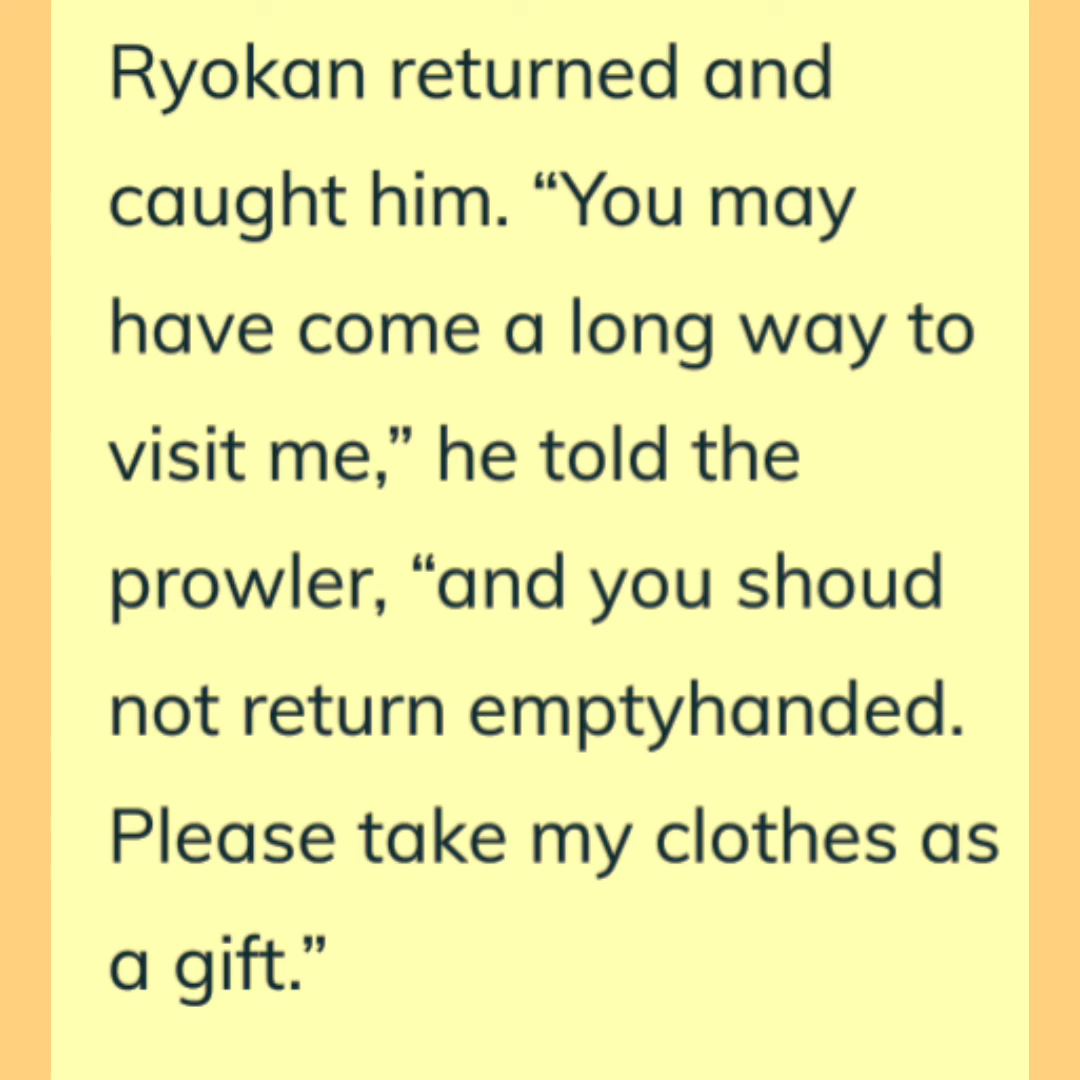 Ryokan returned and
caught him. “You may
have come a long way to
visit me,” he told the
prowler, “and you shoud
not return emptyhanded.
Please take my clothes as
a gift.”